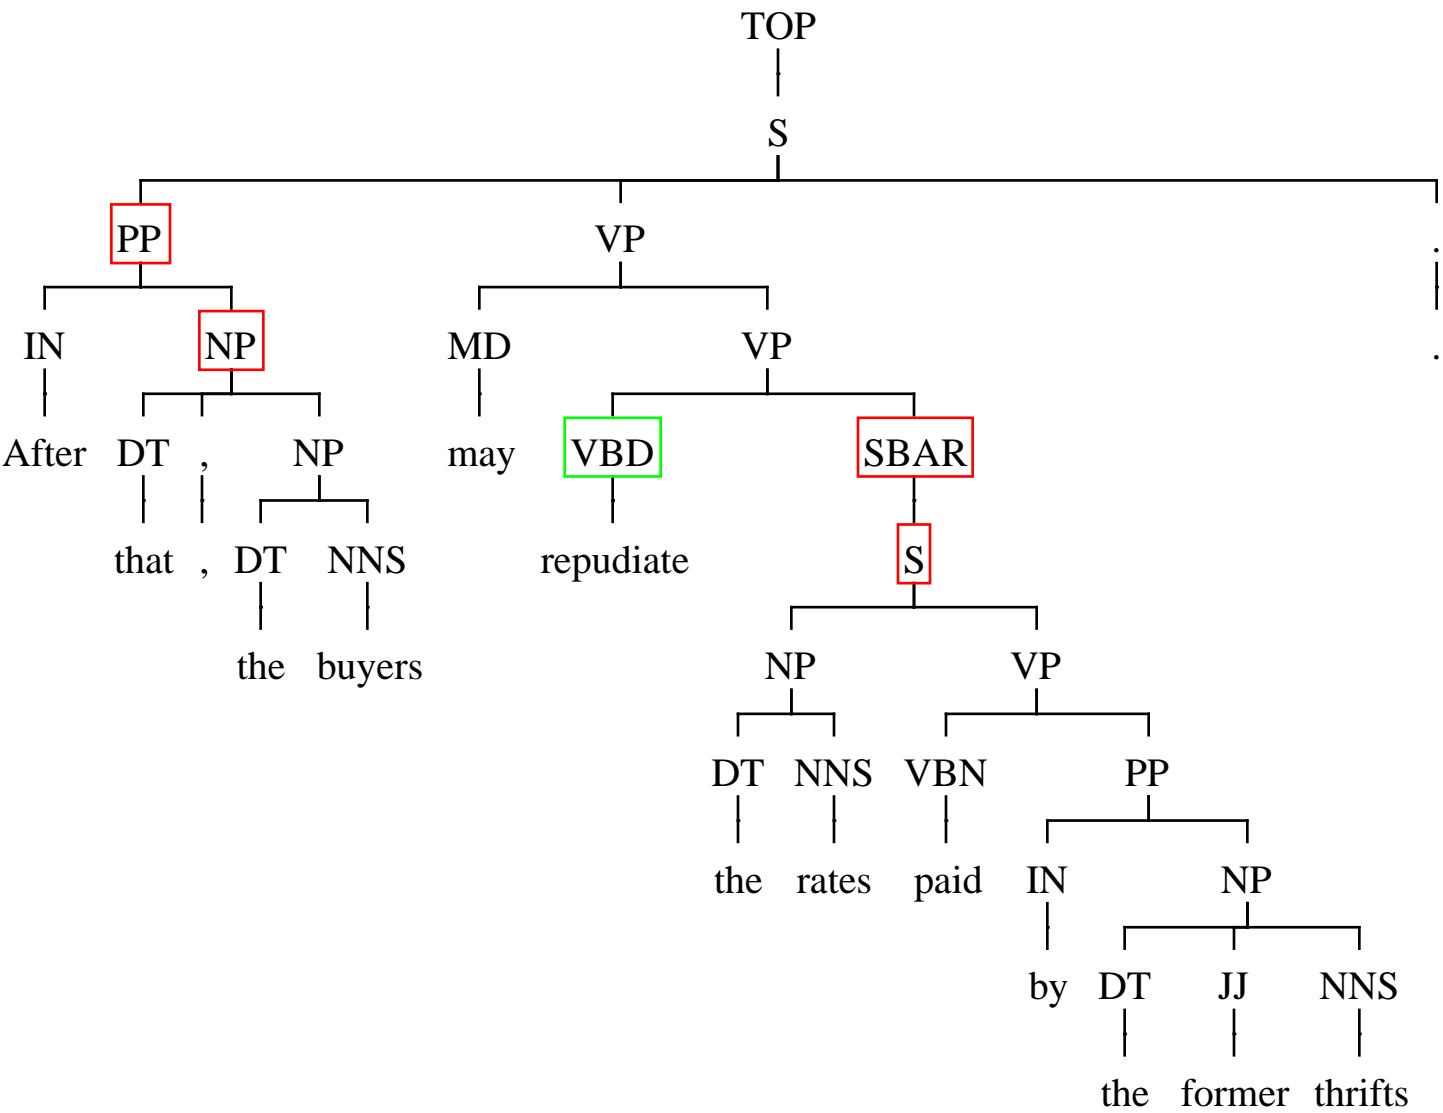 TOP
S
PP VP .
IN NP MD VP .
After DT , NP may VBD SBAR
that , DT NNS repudiate S
the buyers NP VP
DT NNS VBN PP
the rates paid IN NP
by DT JJ NNS
the former thrifts